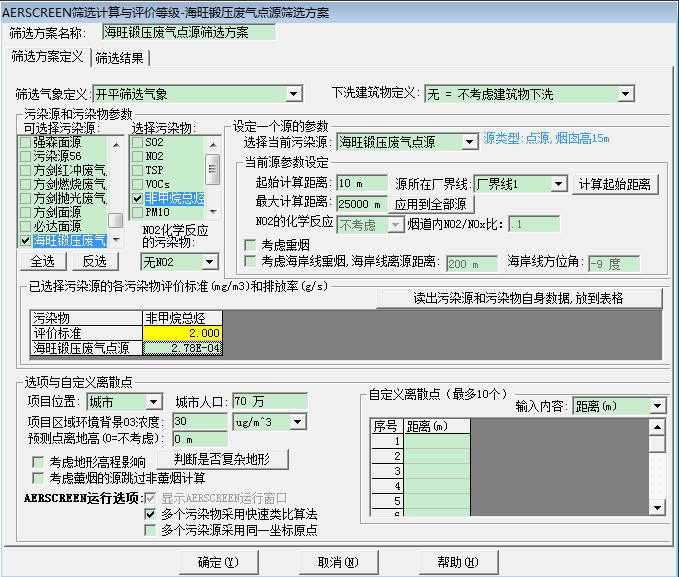 AERSCREEN筛选计算与评价等级-海旺锻压废气点源筛选方案
筛选方案名称: 海旺锻压废气点源筛选方案
筛选方案定义 筛选结果
筛选气象定义: 开平筛选气象 下洗建筑物定义: 无 = 不考虑建筑物下洗
污染源和污染物参数
可选择污染源: 选择污染物:
强森面源
污染源56
方剑红冲废气
方剑燃烧废气
方剑抛光废气
方剑面源
必达面源
海旺锻压废气
SO2
NO2
TSP
VOCs
非甲烷总烃
PM10
NO2化学反应
的污染物:
全选 反选 无NO2
设定一个源的参数
选择当前污染源: 海旺锻压废气点源 源类型:点源,烟囱高15m
当前源参数设定
起始计算距离: 10 m 源所在厂界线: 厂界线1 计算起始距离
最大计算距离: 25000 m 应用到全部源
NO2的化学反应 不考虑 烟道内NO2/NOx比: .1
考虑重烟
考虑海岸线重烟,海岸线离源距离: 200 m 海岸线方位角: -9 度
已选择污染源的各污染物评价标准(mg/m3)和排放率(g/s)
读出污染源和污染物自身数据,放到表格
污染物 非甲烷总烃
评价标准 2.000
海旺锻压废气点源 2.78E-04
选项与自定义离散点
项目位置: 城市 城市人口: 70 万
项目区域环境背景O3浓度: 30 ug/m^3
预测点离地高(0=不考虑): 0 m
考虑地形高程影响 判断是否复杂地形
考虑薰烟的源跳过非薰烟计算
AERSCREEN运行选项: 显示AERSCREEN运行窗口
多个污染物采用快速类比算法
多个污染源采用同一坐标原点
自定义离散点(最多10个)
输入内容: 距离(m)
序号 距离(m)
1
2
3
4
5
6
确定(Y) 取消(N) 帮助(H)